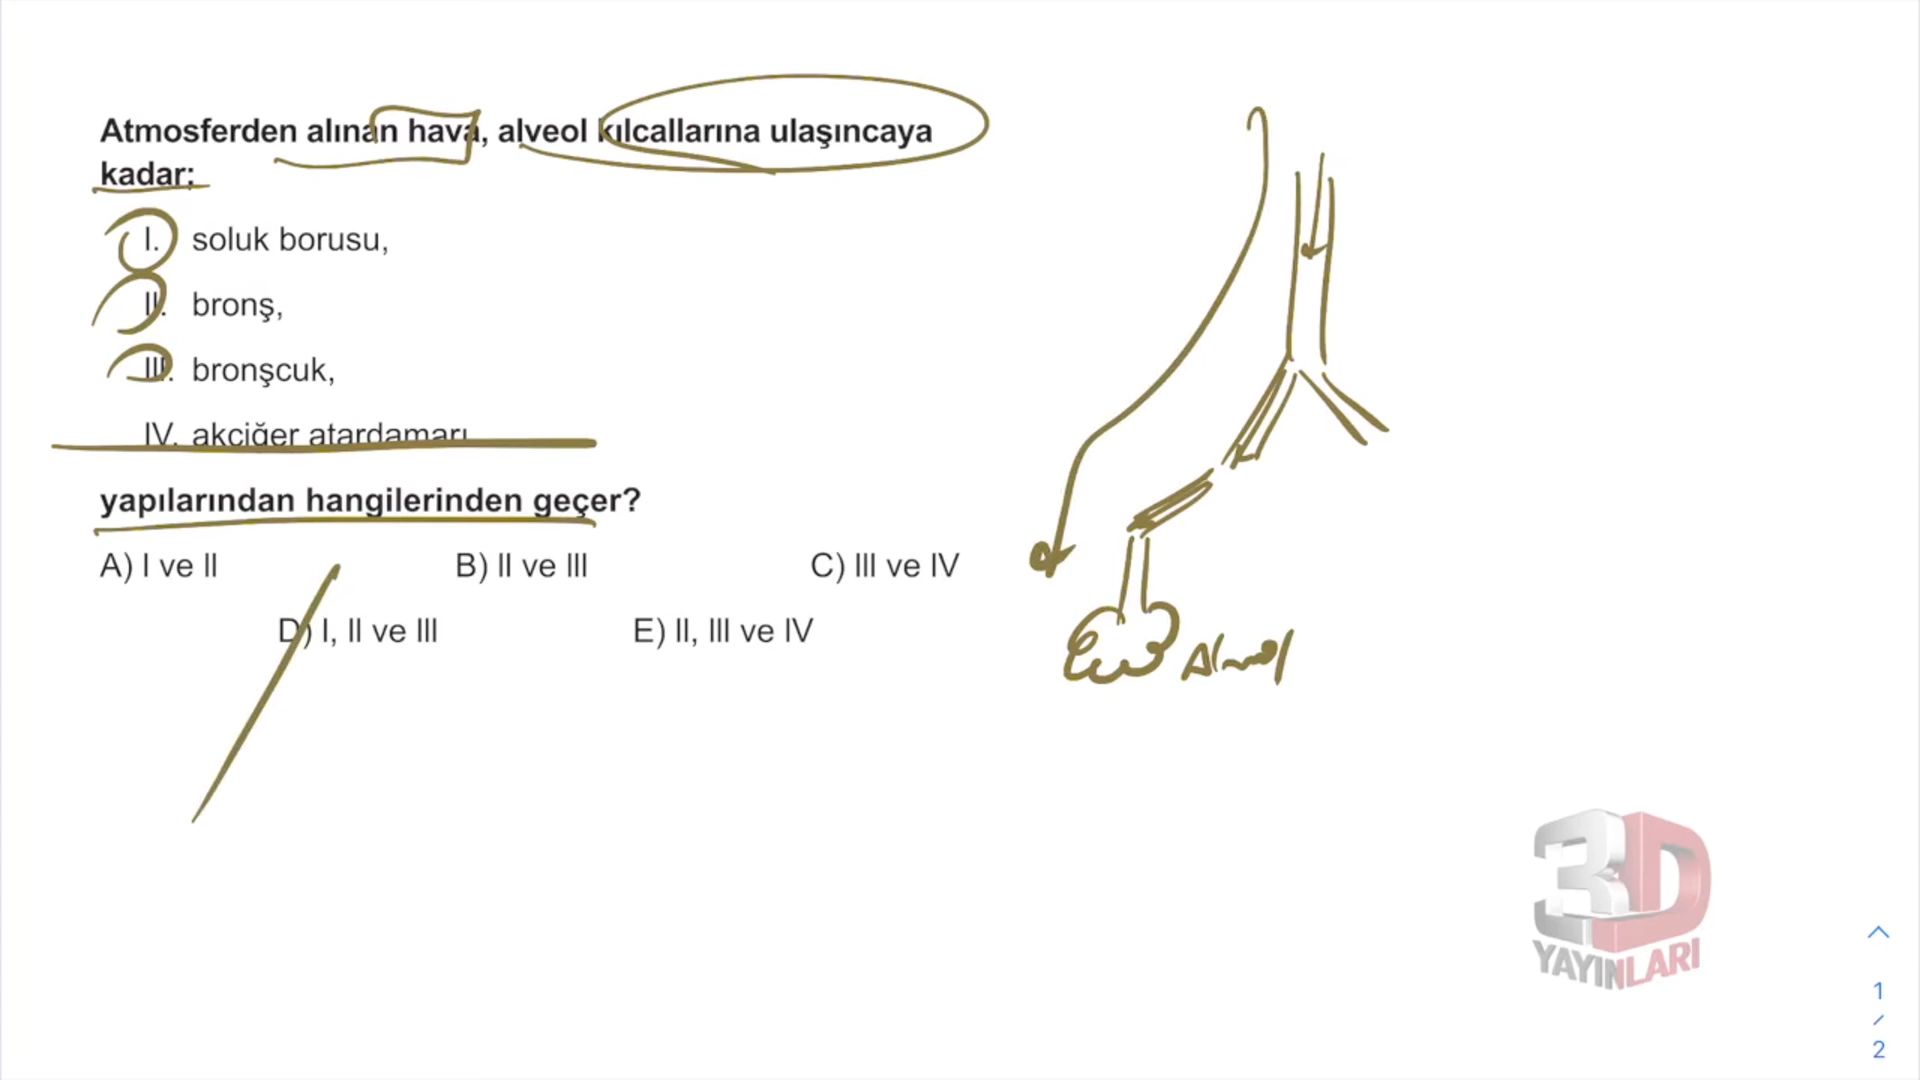 Atmosferden alınan hava, alveol kılcallarına ulaşıncaya
kadar;
I. soluk borusu,
II. bronş,
III. bronşcuk,
IV. akciğer atardamarı
yapılarından hangilerinden geçer?
A) I ve II B) II ve III C) III ve IV
D) I, II ve III E) II, III ve IV
Alveol
3D
YAYINLARI
1
/
2